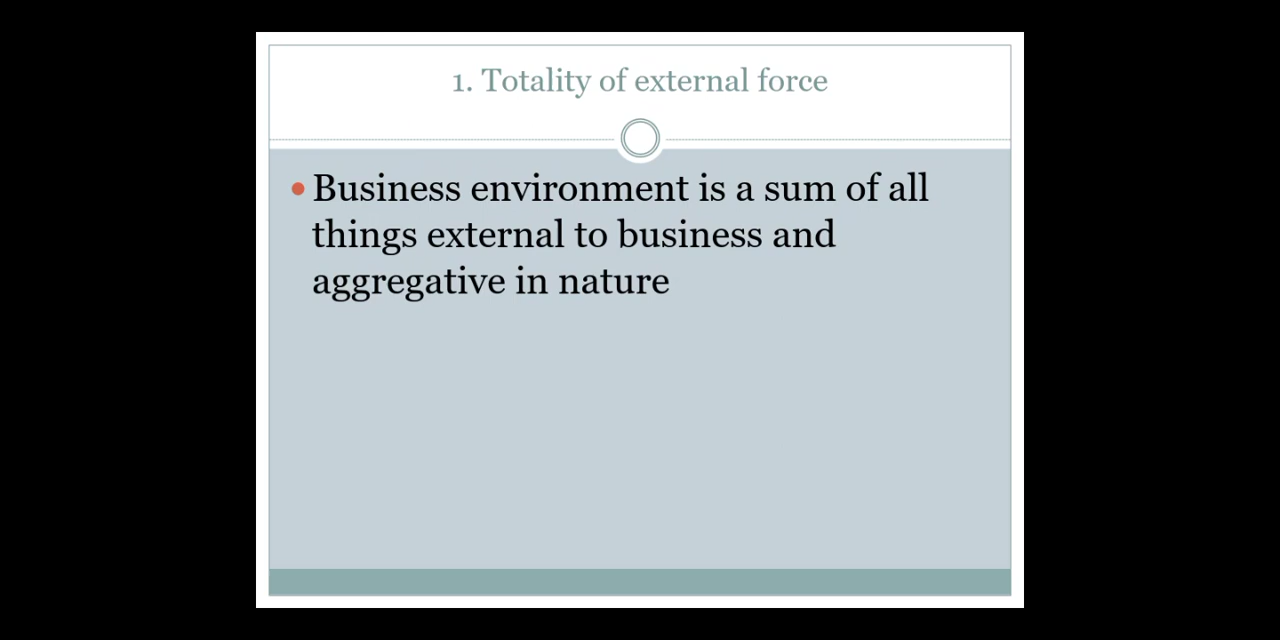 1. Totality of external force
Business environment is a sum of all
things external to business and
aggregative in nature